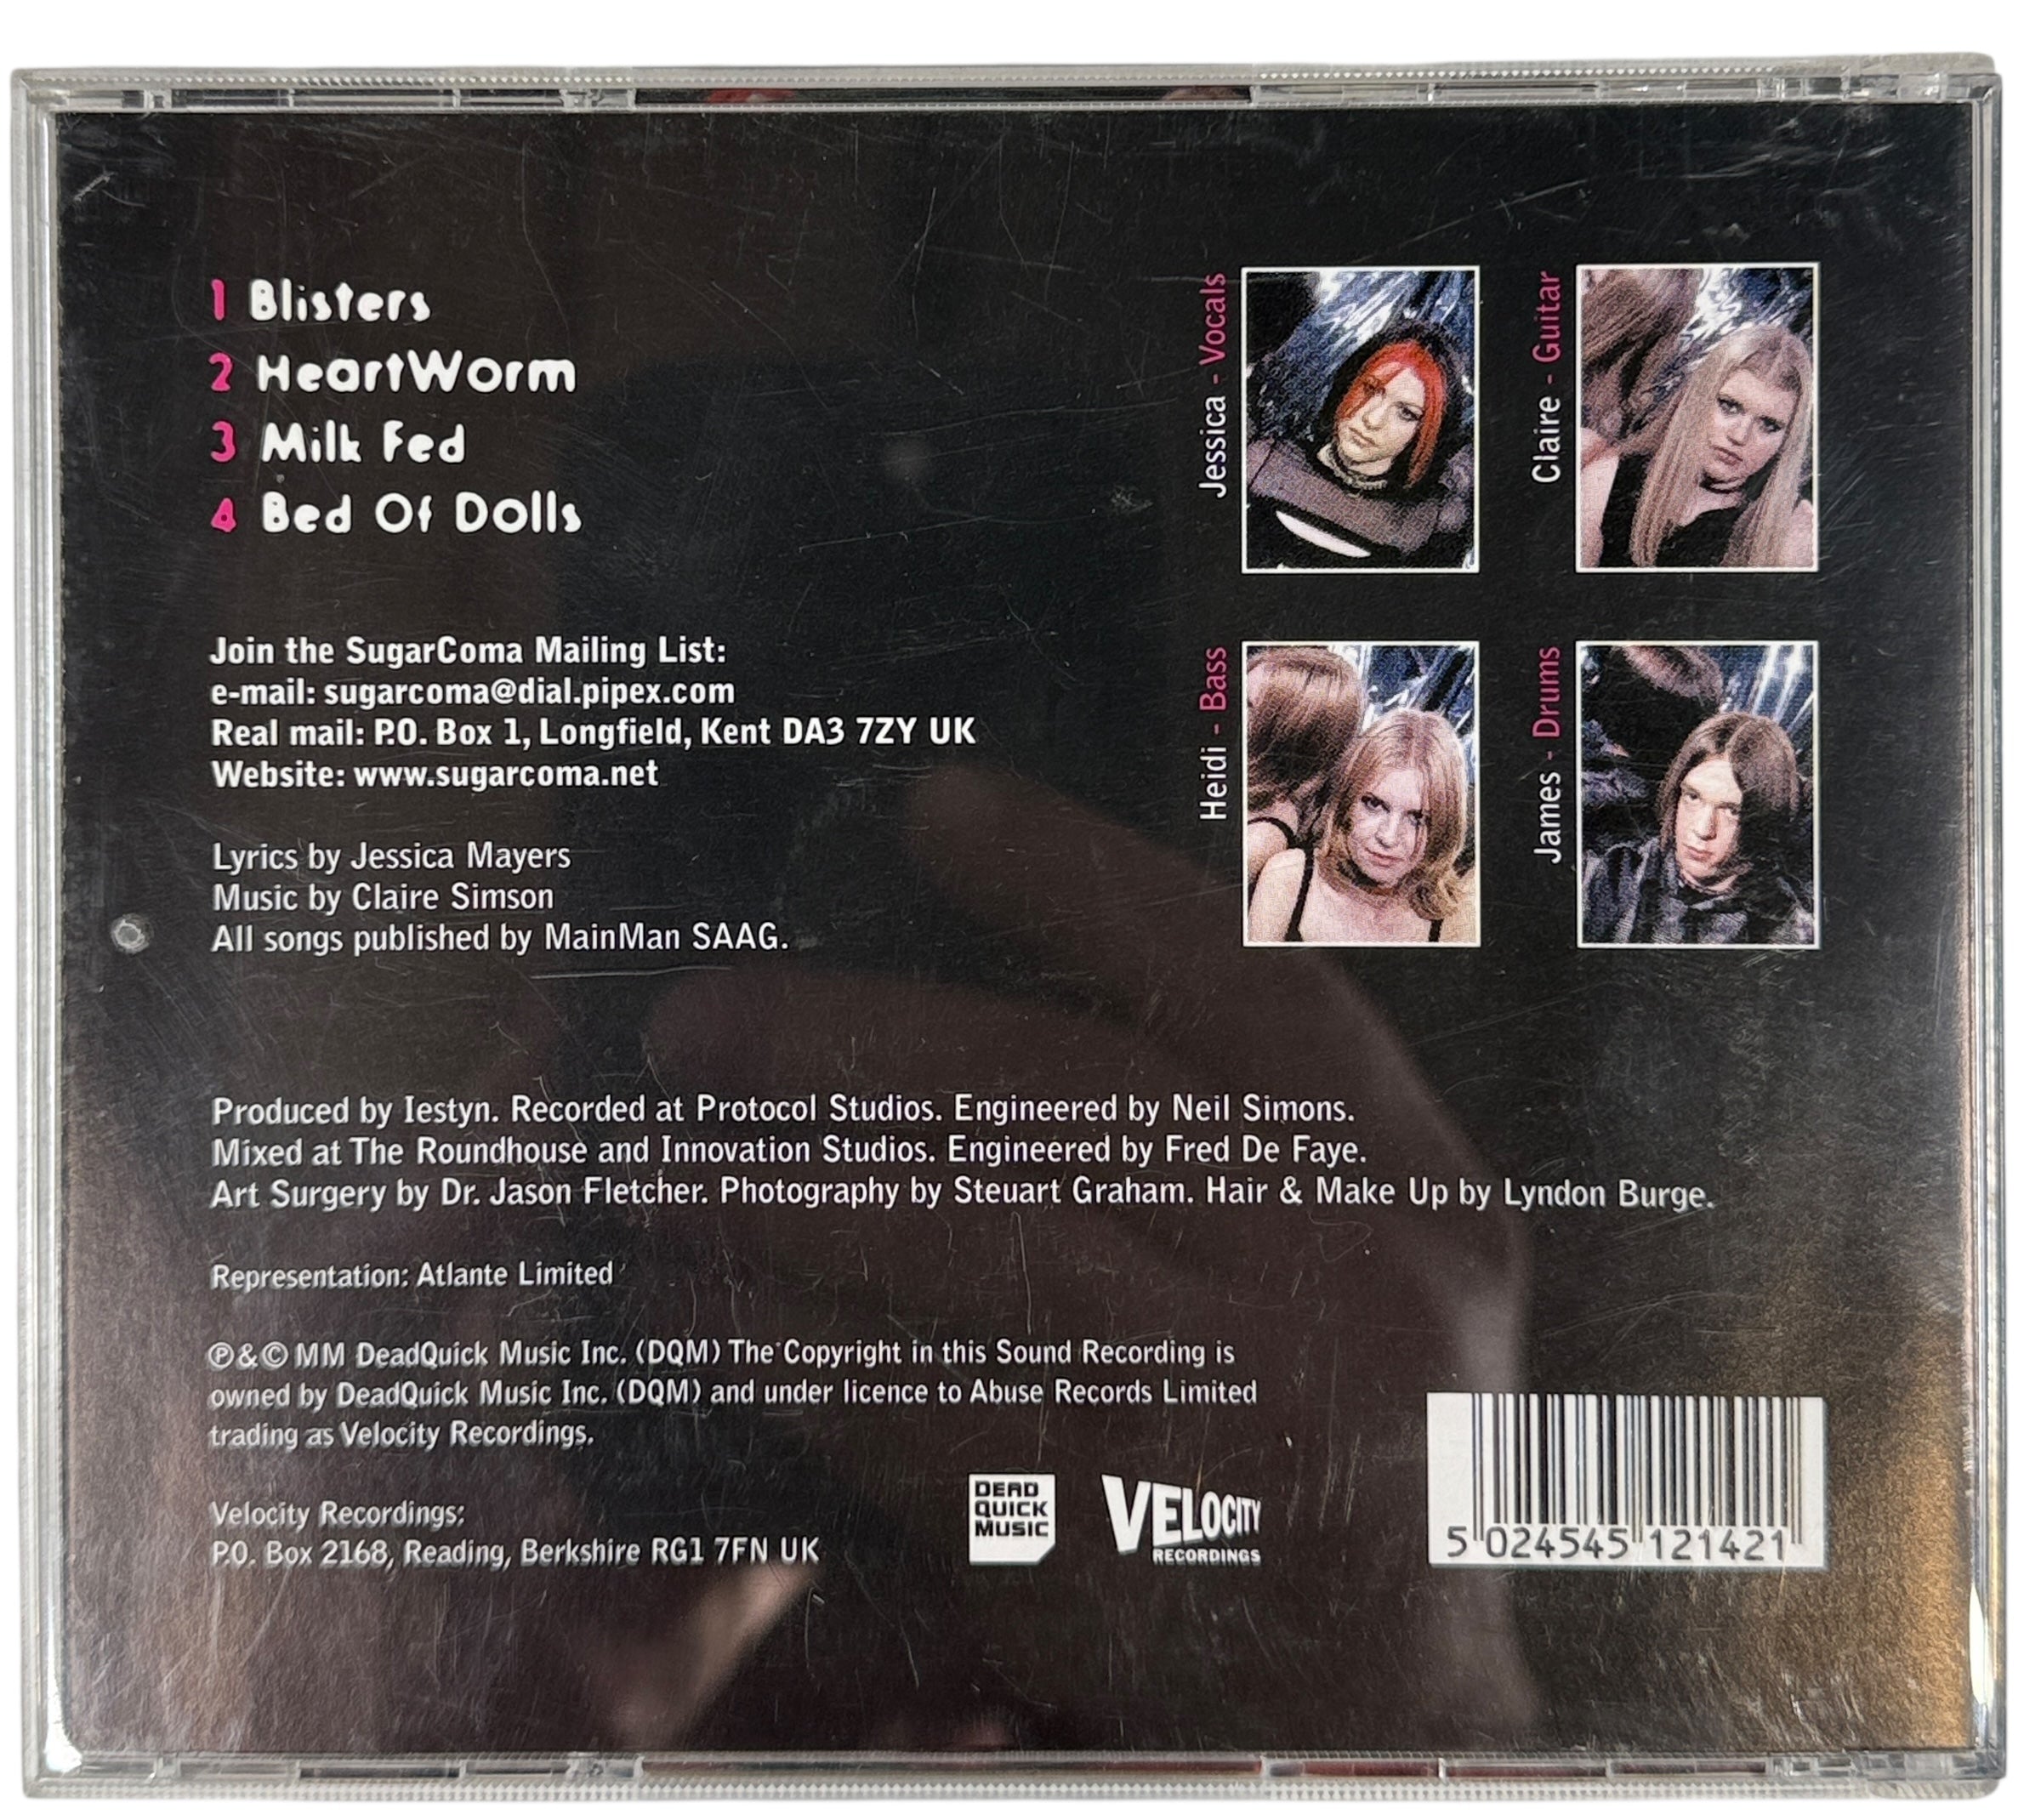 1 Blisters
2 HeartWorm
3 Milk Fed
4 Bed Of Dolls
Jessica - Vocals
Claire - Guitar
Heidi - Bass
James - Drums
Join the SugarComa Mailing List:
e-mail: sugarcoma@dial.pipex.com
Real mail: P.O. Box 1, Longfield, Kent DA3 7ZY UK
Website: www.sugarcoma.net
Lyrics by Jessica Mayers
Music by Claire Simson
All songs published by MainMan SAAG.
Produced by Iestyn. Recorded at Protocol Studios. Engineered by Neil Simons.
Mixed at The Roundhouse and Innovation Studios. Engineered by Fred De Faye.
Art Surgery by Dr. Jason Fletcher. Photography by Steuart Graham. Hair & Make Up by Lyndon Burge.
Representation: Atlante Limited
℗&© MM DeadQuick Music Inc. (DQM) The Copyright in this Sound Recording is
owned by DeadQuick Music Inc. (DQM) and under licence to Abuse Records Limited
trading as Velocity Recordings.
Velocity Recordings:
P.O. Box 2168, Reading, Berkshire RG1 7FN UK
DEAD
QUICK
MUSIC
VELOCITY
RECORDINGS
5 024545 121421